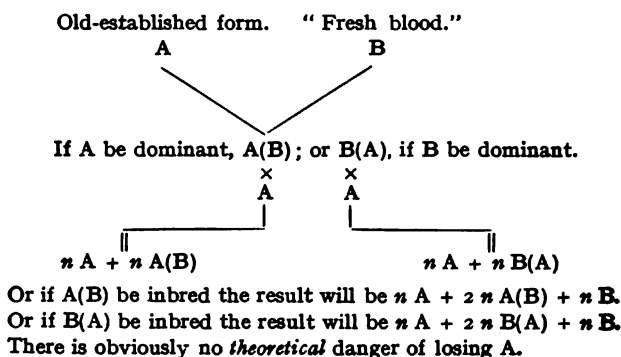 Old-established form. "Fresh blood."
A B
If A be dominant, A(B); or B(A), if B be dominant.
× ×
A A
n A + n A(B) n A + n B(A)
Or if A(B) be inbred the result will be n A + 2 n A(B) + n B.
Or if B(A) be inbred the result will be n A + 2 n B(A) + n B.
There is obviously no theoretical danger of losing A.